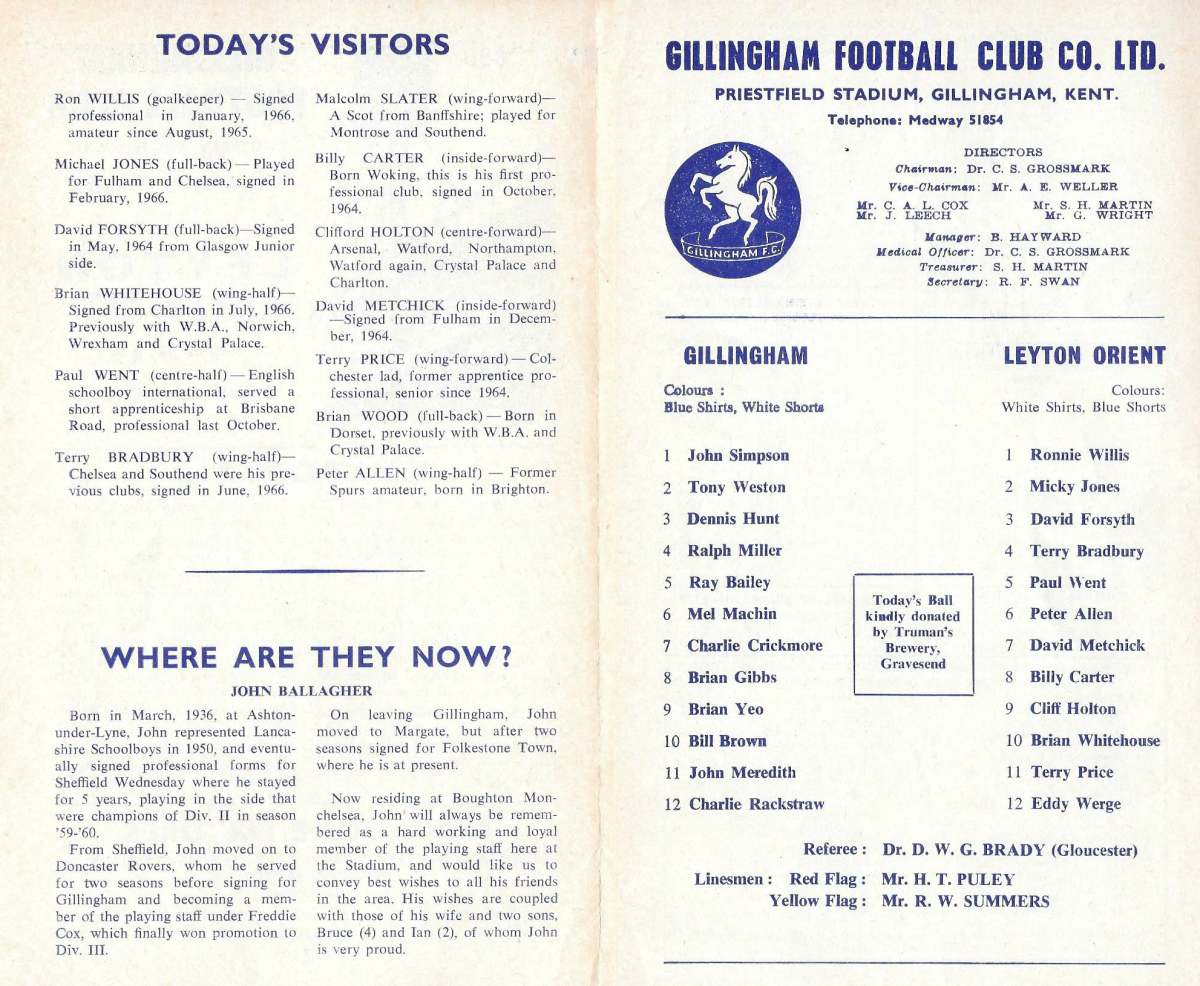 TODAY'S VISITORS
Ron WILLIS (goalkeeper) — Signed
professional in January, 1966,
amateur since August, 1965.
Michael JONES (full-back) — Played
for Fulham and Chelsea, signed in
February, 1966.
David FORSYTH (full-back)—Signed
in May, 1964 from Glasgow Junior
side.
Brian WHITEHOUSE (wing-half)—
Signed from Charlton in July, 1966.
Previously with W.B.A., Norwich,
Wrexham and Crystal Palace.
Paul WENT (centre-half) — English
schoolboy international, served a
short apprenticeship at Brisbane
Road, professional last October.
Terry BRADBURY (wing-half)—
Chelsea and Southend were his pre-
vious clubs, signed in June, 1966.
Malcolm SLATER (wing-forward)—
A Scot from Banffshire; played for
Montrose and Southend.
Billy CARTER (inside-forward)—
Born Woking, this is his first pro-
fessional club, signed in October,
1964.
Clifford HOLTON (centre-forward)—
Arsenal, Watford, Northampton,
Watford again, Crystal Palace and
Charlton.
David METCHICK (inside-forward)
—Signed from Fulham in Decem-
ber, 1964.
Terry PRICE (wing-forward) — Col-
chester lad, former apprentice pro-
fessional, senior since 1964.
Brian WOOD (full-back) — Born in
Dorset, previously with W.B.A. and
Crystal Palace.
Peter ALLEN (wing-half) — Former
Spurs amateur, born in Brighton.
WHERE ARE THEY NOW?
JOHN BALLAGHER
Born in March, 1936, at Ashton-
under-Lyne, John represented Lanca-
shire Schoolboys in 1950, and eventu-
ally signed professional forms for
Sheffield Wednesday where he stayed
for 5 years, playing in the side that
were champions of Div. II in season
'59-'60.
From Sheffield, John moved on to
Doncaster Rovers, whom he served
for two seasons before signing for
Gillingham and becoming a mem-
ber of the playing staff under Freddie
Cox, which finally won promotion to
Div. III.
On leaving Gillingham, John
moved to Margate, but after two
seasons signed for Folkestone Town,
where he is at present.
Now residing at Boughton Mon-
chelsea, John will always be remem-
bered as a hard working and loyal
member of the playing staff here at
the Stadium, and would like us to
convey best wishes to all his friends
in the area. His wishes are coupled
with those of his wife and two sons,
Bruce (4) and Ian (2), of whom John
is very proud.
GILLINGHAM FOOTBALL CLUB CO. LTD.
PRIESTFIELD STADIUM, GILLINGHAM, KENT.
Telephone: Medway 51854
GILLINGHAM F.C.
DIRECTORS
Chairman: Dr. C. S. GROSSMARK
Vice-Chairman: Mr. A. E. WELLER
Mr. C. A. L. COX Mr. S. H. MARTIN
Mr. J. LEECH Mr. G. WRIGHT
Manager: B. HAYWARD
Medical Officer: Dr. C. S. GROSSMARK
Treasurer: S. H. MARTIN
Secretary: R. F. SWAN
GILLINGHAM
Colours :
Blue Shirts, White Shorts
1 John Simpson
2 Tony Weston
3 Dennis Hunt
4 Ralph Miller
5 Ray Bailey
6 Mel Machin
7 Charlie Crickmore
8 Brian Gibbs
9 Brian Yeo
10 Bill Brown
11 John Meredith
12 Charlie Rackstraw
Today's Ball
kindly donated
by Truman's
Brewery,
Gravesend
LEYTON ORIENT
Colours:
White Shirts, Blue Shorts
1 Ronnie Willis
2 Micky Jones
3 David Forsyth
4 Terry Bradbury
5 Paul Went
6 Peter Allen
7 David Metchick
8 Billy Carter
9 Cliff Holton
10 Brian Whitehouse
11 Terry Price
12 Eddy Werge
Referee : Dr. D. W. G. BRADY (Gloucester)
Linesmen : Red Flag : Mr. H. T. PULEY
Yellow Flag : Mr. R. W. SUMMERS